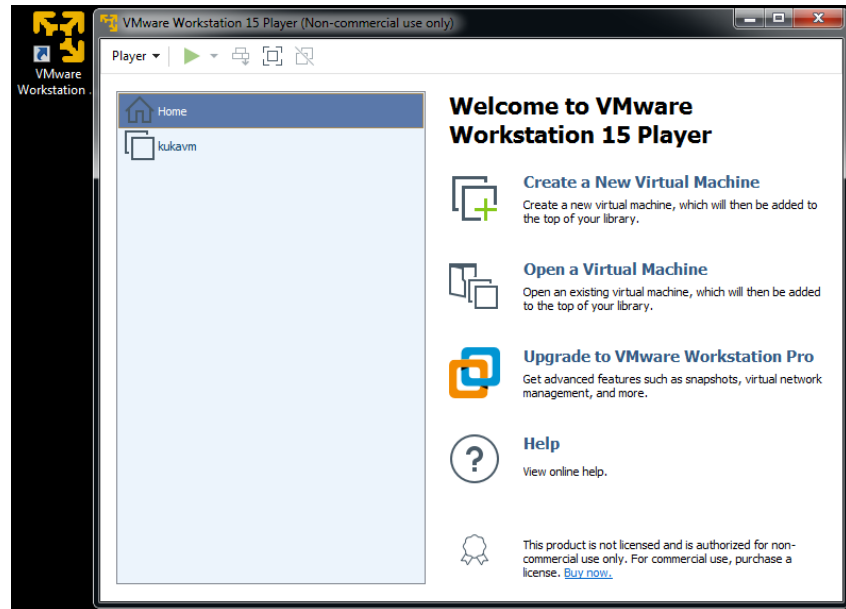 VMware
Workstation .
VMware Workstation 15 Player (Non-commercial use only)
Player
Home
kukavm
Welcome to VMware
Workstation 15 Player
Create a New Virtual Machine
Create a new virtual machine, which will then be added to
the top of your library.
Open a Virtual Machine
Open an existing virtual machine, which will then be added
to the top of your library.
Upgrade to VMware Workstation Pro
Get advanced features such as snapshots, virtual network
management, and more.
Help
View online help.
This product is not licensed and is authorized for non-
commercial use only. For commercial use, purchase a
license. Buy now.